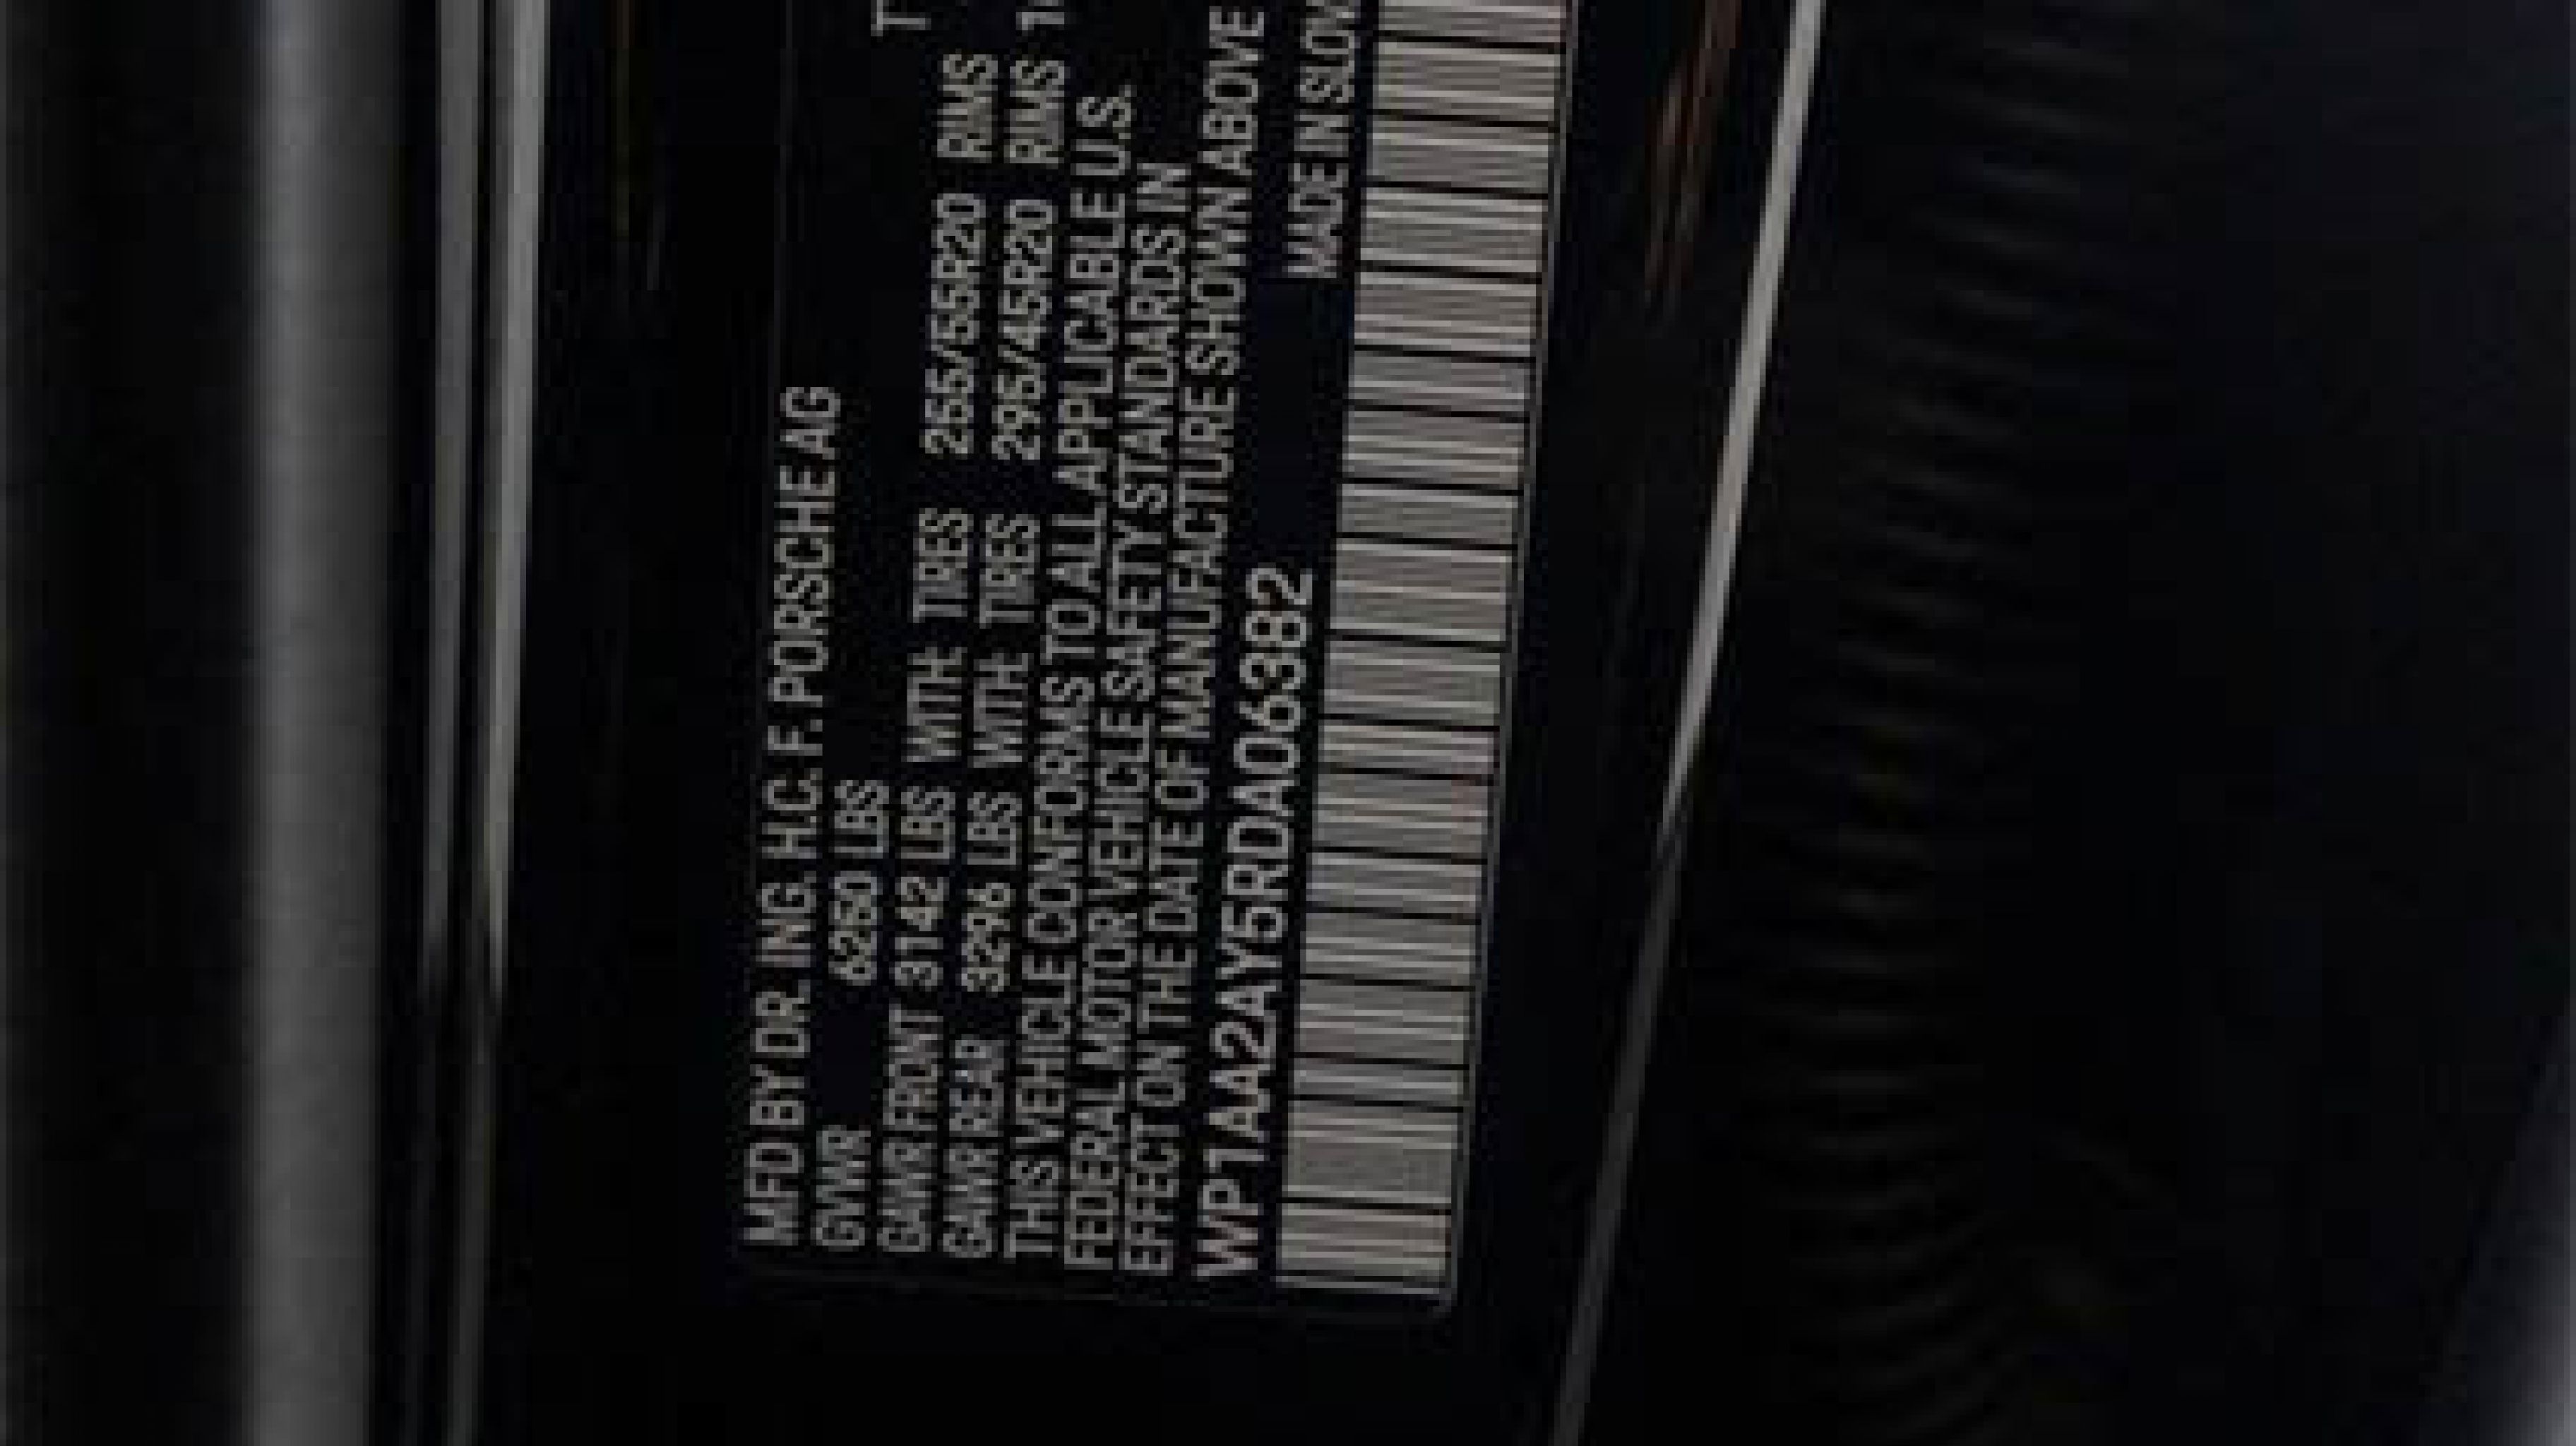 MFD BY DR. ING. H.C. F. PORSCHE AG
GVWR 6250 LBS
GAWR FRONT 3142 LBS WITH: TIRES 255/55R20 RIMS
GAWR REAR 3296 LBS WITH: TIRES 295/45R20 RIMS
THIS VEHICLE CONFORMS TO ALL APPLICABLE U.S.
FEDERAL MOTOR VEHICLE SAFETY STANDARDS IN
EFFECT ON THE DATE OF MANUFACTURE SHOWN ABOVE
WP1AA2AY5RDA06382
MADE IN SLOV